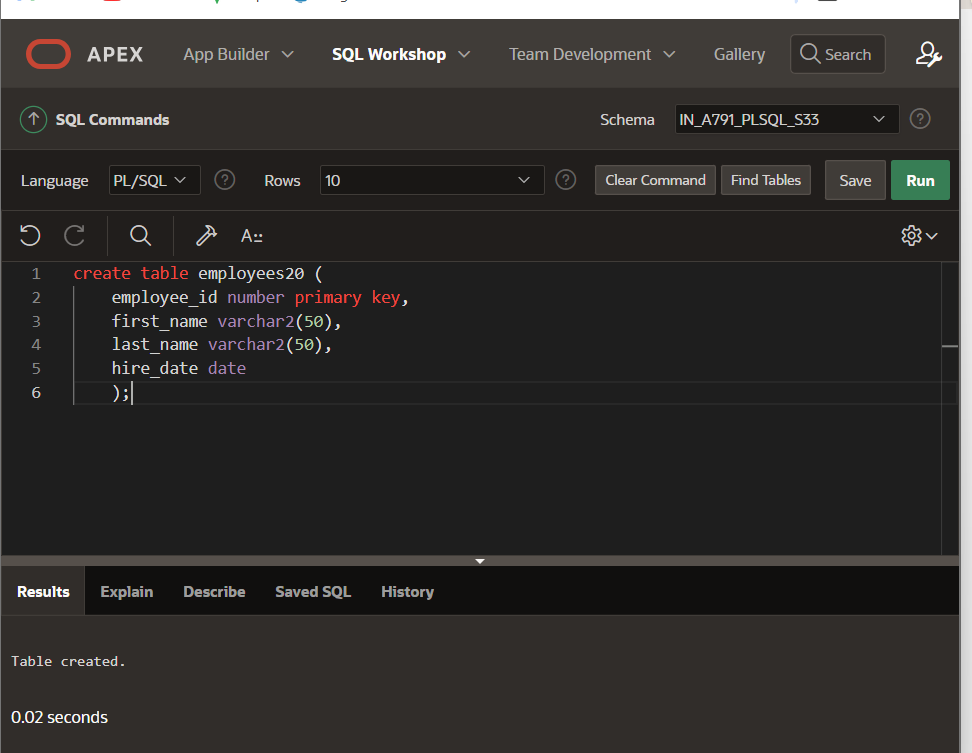 APEX App Builder SQL Workshop Team Development Gallery Search
SQL Commands Schema IN_A791_PLSQL_S33 ?
Language PL/SQL ? Rows 10 ? Clear Command Find Tables Save Run
A::
1 create table employees20 (
2 employee_id number primary key,
3 first_name varchar2(50),
4 last_name varchar2(50),
5 hire_date date
6 );
Results Explain Describe Saved SQL History
Table created.
0.02 seconds